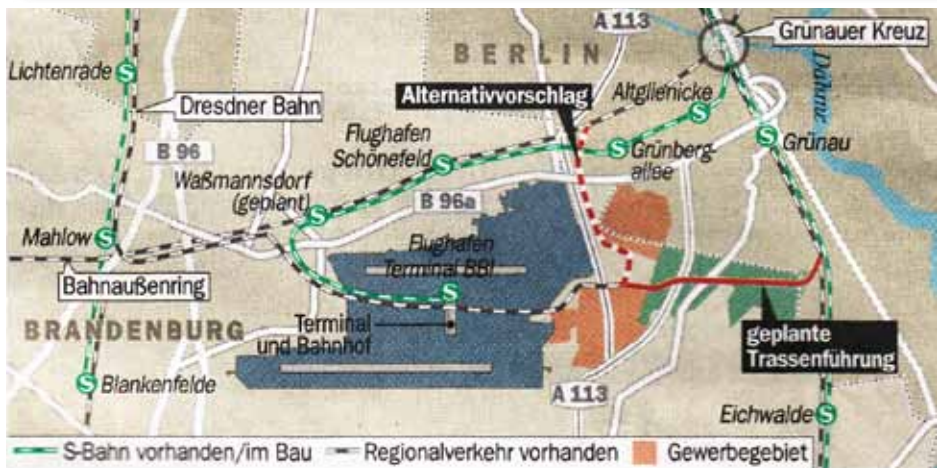 A 113
Grünauer Kreuz
BERLIN
Lichtenrade S
Dahme
Dresdner Bahn
Alternativvorschlag
Altglienicke
S
Flughafen
Schönefeld S
S Grünberg-
allee
S Grünau
B 96
Waßmannsdorf
(geplant) S
B 96a
Mahlow S
Flughafen
Terminal BBI
S
Bahnaußenring
BRANDENBURG
Terminal
und Bahnhof
geplante
Trassenführung
S Blankenfelde
A 113
Eichwalde S
S-Bahn vorhanden/im Bau
Regionalverkehr vorhanden
Gewerbegebiet